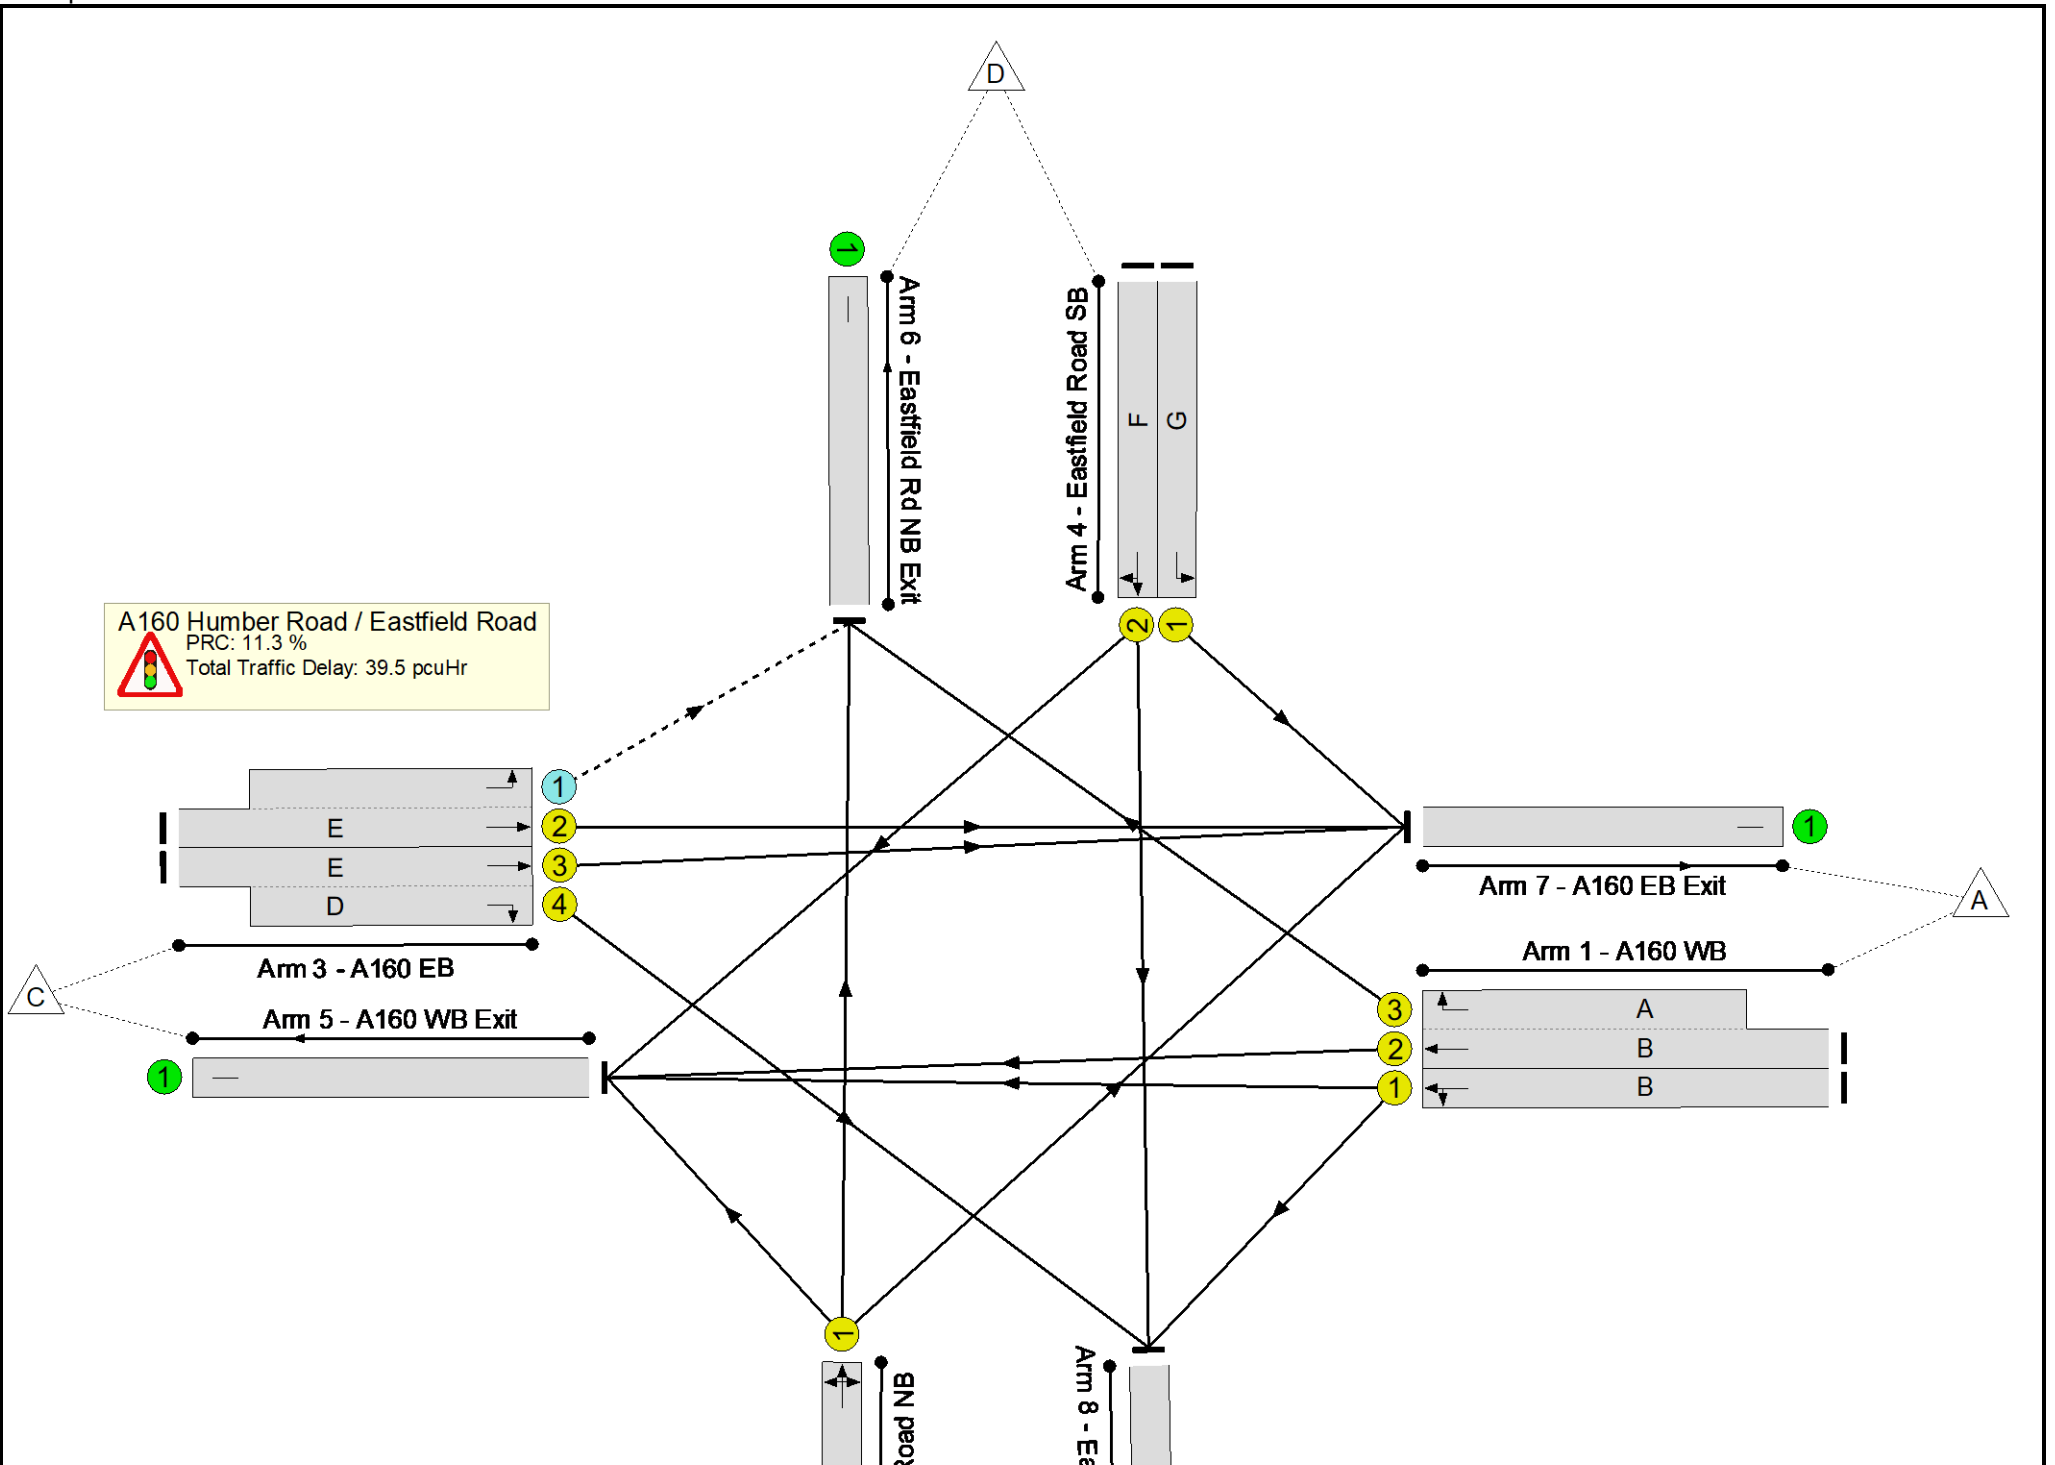 D
1
Arm 6 - Eastfield Rd NB Exit
Arm 4 - Eastfield Road SB
F
G
2
1
A160 Humber Road / Eastfield Road
PRC: 11.3 %
Total Traffic Delay: 39.5 pcuHr
1
E
2
E
3
D
4
Arm 3 - A160 EB
C
Arm 5 - A160 WB Exit
1
1
Arm 7 - A160 EB Exit
A
Arm 1 - A160 WB
3
A
2
B
1
B
1
Road NB
Arm 8 - Ea